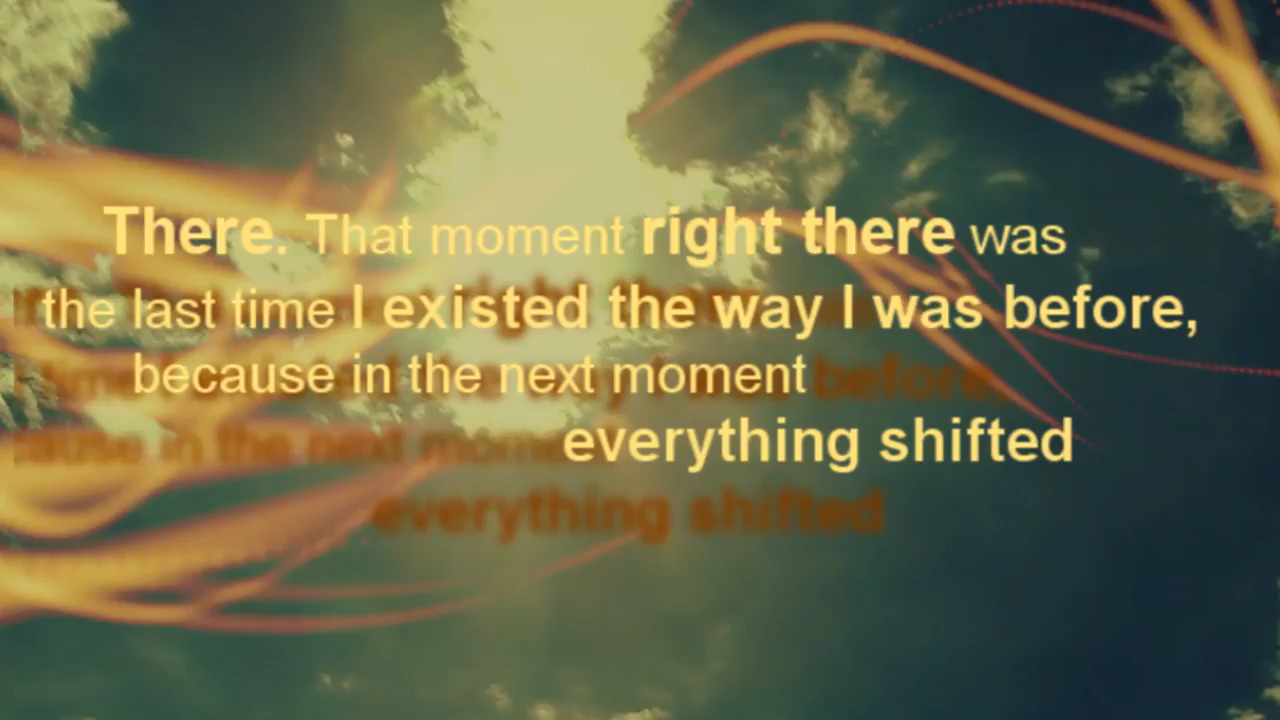 There. That moment right there was
the last time I existed the way I was before,
because in the next moment
everything shifted